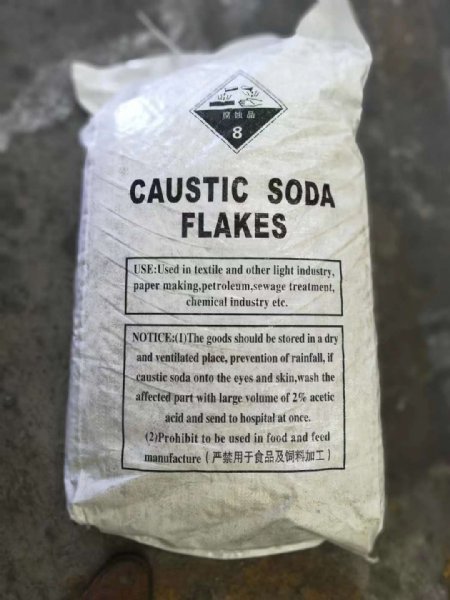 腐蚀品
8
CAUSTIC SODA
FLAKES
USE:Used in textile and other light industry,
paper making,petroleum,sewage treatment,
chemical industry etc.
NOTICE:(1)The goods should be stored in a dry
and ventilated place, prevention of rainfall, if
caustic soda onto the eyes and skin,wash the
affected part with large volume of 2% acetic
acid and send to hospital at once.
(2)Prohibit to be used in food and feed
manufacture (严禁用于食品及饲料加工)